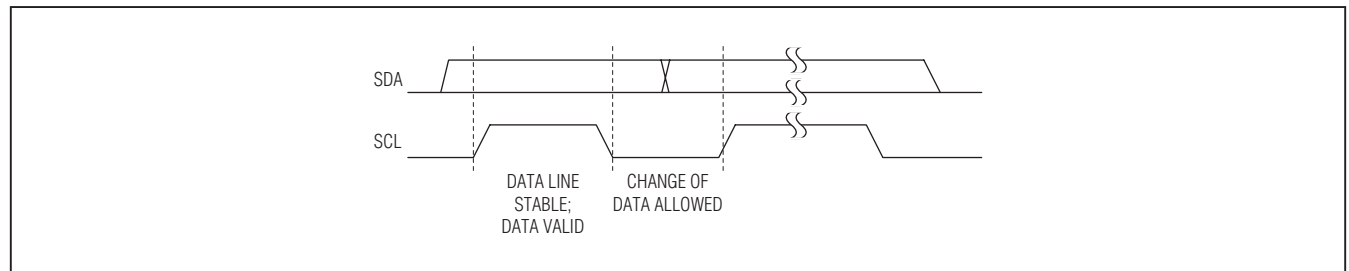 SDA
SCL
DATA LINE
STABLE;
DATA VALID
CHANGE OF
DATA ALLOWED